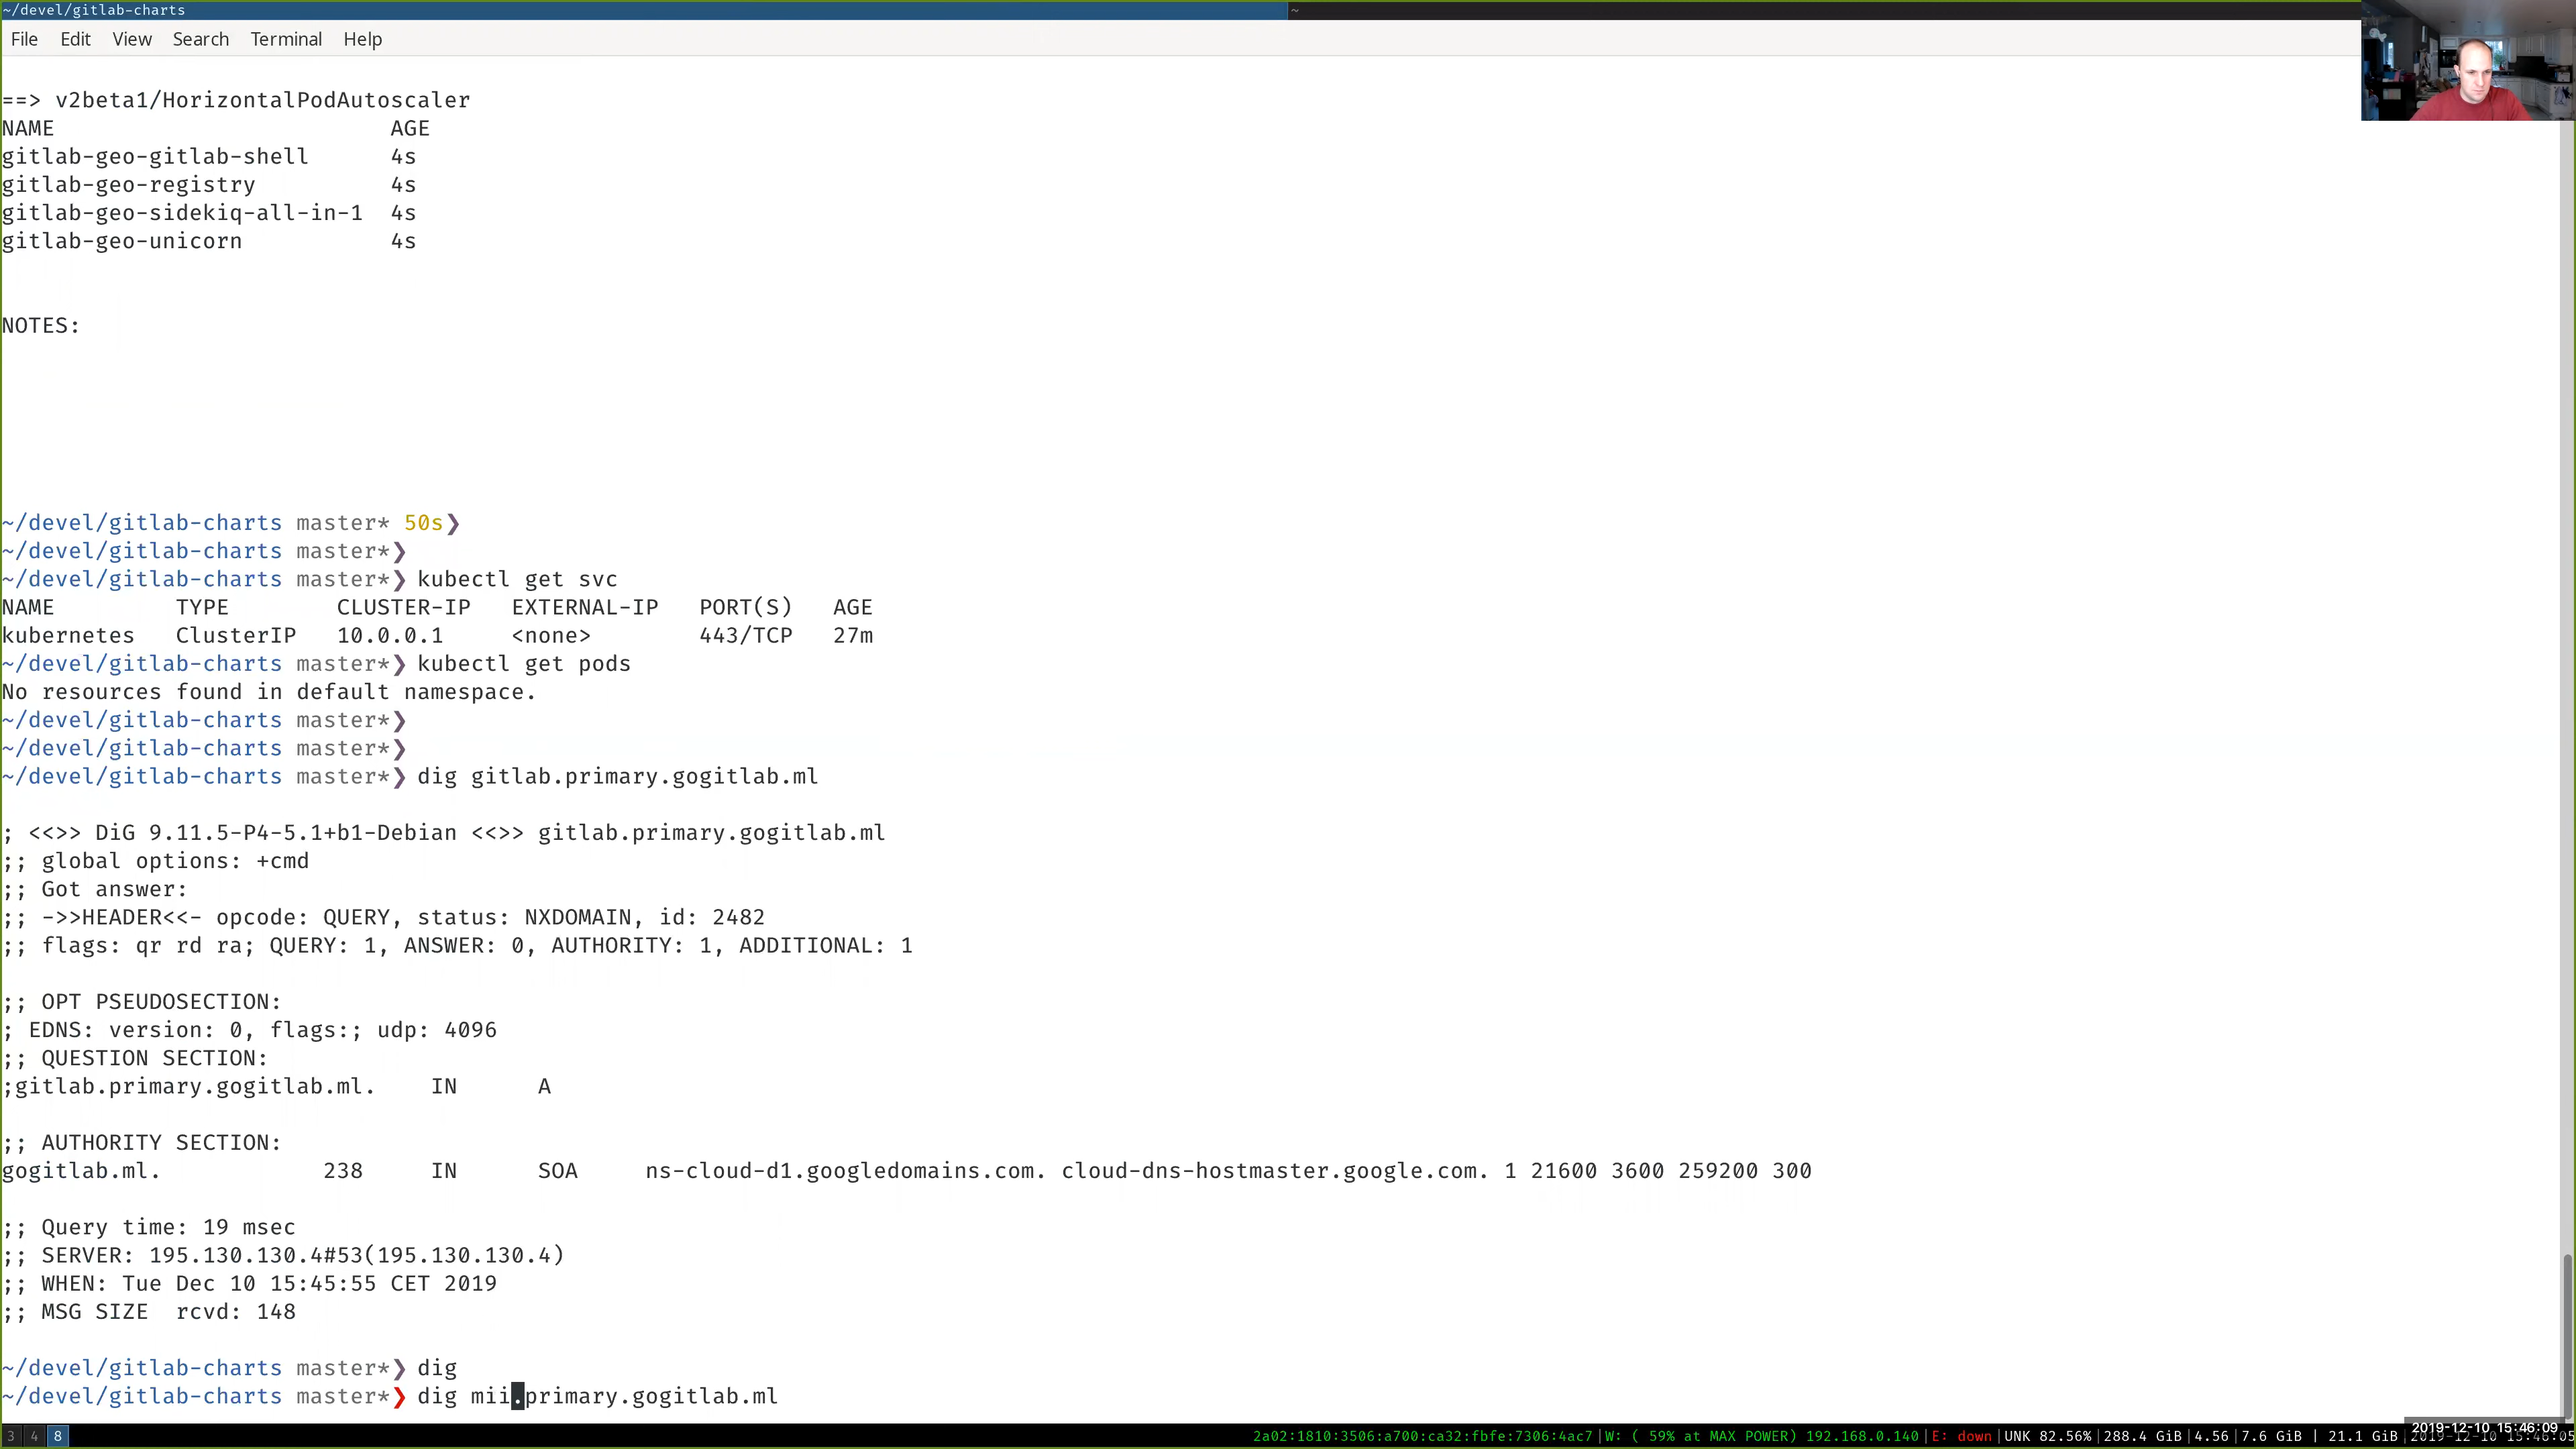 ~/devel/gitlab-charts
~
File Edit View Search Terminal Help
==> v2beta1/HorizontalPodAutoscaler
NAME AGE
gitlab-geo-gitlab-shell 4s
gitlab-geo-registry 4s
gitlab-geo-sidekiq-all-in-1 4s
gitlab-geo-unicorn 4s
NOTES:
~/devel/gitlab-charts master* 50s❯
~/devel/gitlab-charts master*❯
~/devel/gitlab-charts master*❯ kubectl get svc
NAME TYPE CLUSTER-IP EXTERNAL-IP PORT(S) AGE
kubernetes ClusterIP 10.0.0.1 <none> 443/TCP 27m
~/devel/gitlab-charts master*❯ kubectl get pods
No resources found in default namespace.
~/devel/gitlab-charts master*❯
~/devel/gitlab-charts master*❯
~/devel/gitlab-charts master*❯ dig gitlab.primary.gogitlab.ml
; <<>> DiG 9.11.5-P4-5.1+b1-Debian <<>> gitlab.primary.gogitlab.ml
;; global options: +cmd
;; Got answer:
;; ->>HEADER<<- opcode: QUERY, status: NXDOMAIN, id: 2482
;; flags: qr rd ra; QUERY: 1, ANSWER: 0, AUTHORITY: 1, ADDITIONAL: 1
;; OPT PSEUDOSECTION:
; EDNS: version: 0, flags:; udp: 4096
;; QUESTION SECTION:
;gitlab.primary.gogitlab.ml. IN A
;; AUTHORITY SECTION:
gogitlab.ml. 238 IN SOA ns-cloud-d1.googledomains.com. cloud-dns-hostmaster.google.com. 1 21600 3600 259200 300
;; Query time: 19 msec
;; SERVER: 195.130.130.4#53(195.130.130.4)
;; WHEN: Tue Dec 10 15:45:55 CET 2019
;; MSG SIZE rcvd: 148
~/devel/gitlab-charts master*❯ dig
~/devel/gitlab-charts master*❯ dig mii.primary.gogitlab.ml
3 4 8 2a02:1810:3506:a700:ca32:fbfe:7306:4ac7|W: ( 59% at MAX POWER) 192.168.0.140|E: down|UNK 82.56%|288.4 GiB|4.56|7.6 GiB | 21.1 GiB |
2019-12-10 15:46:09